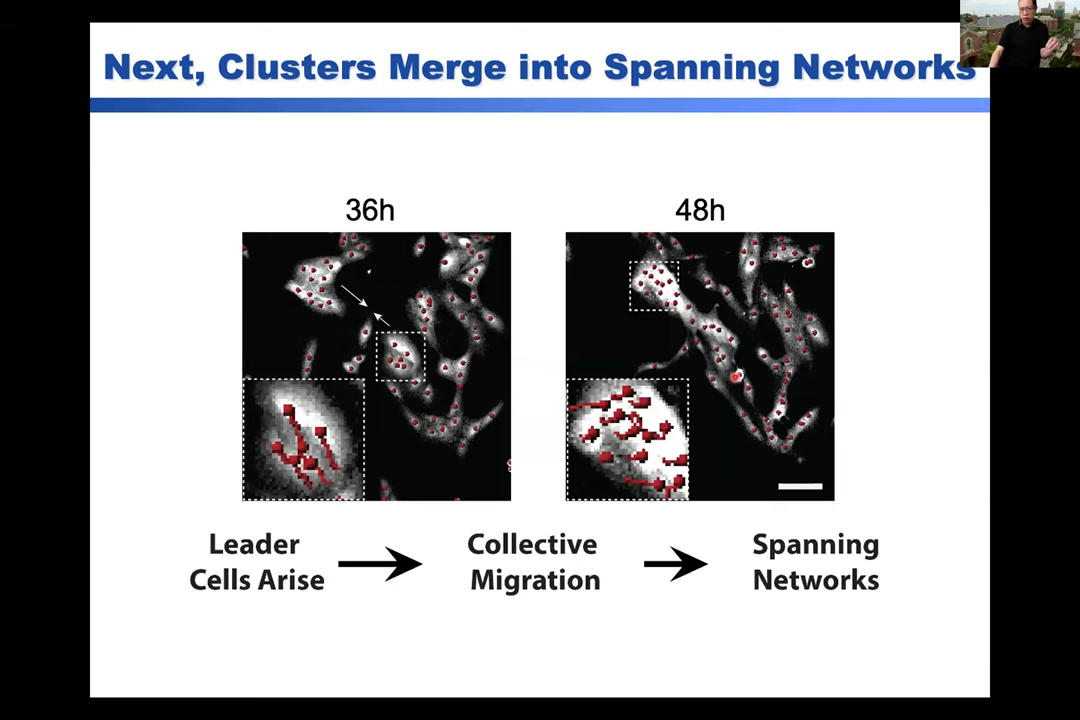 Next, Clusters Merge into Spanning Networks
36h
48h
Leader
Cells Arise
Collective
Migration
Spanning
Networks